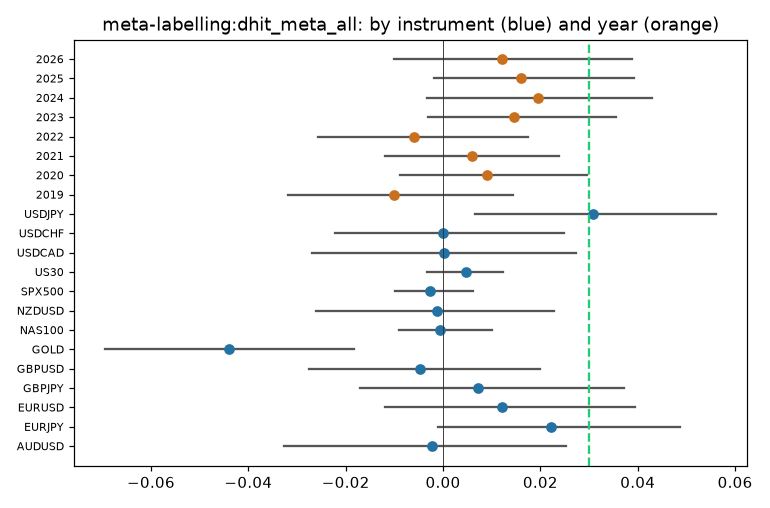 meta-labelling:dhit_meta_all: by instrument (blue) and year (orange)
2026
2025
2024
2023
2022
2021
2020
2019
USDJPY
USDCHF
USDCAD
US30
SPX500
NZDUSD
NAS100
GOLD
GBPUSD
GBPJPY
EURUSD
EURJPY
AUDUSD
−0.06 −0.04 −0.02 0.00 0.02 0.04 0.06